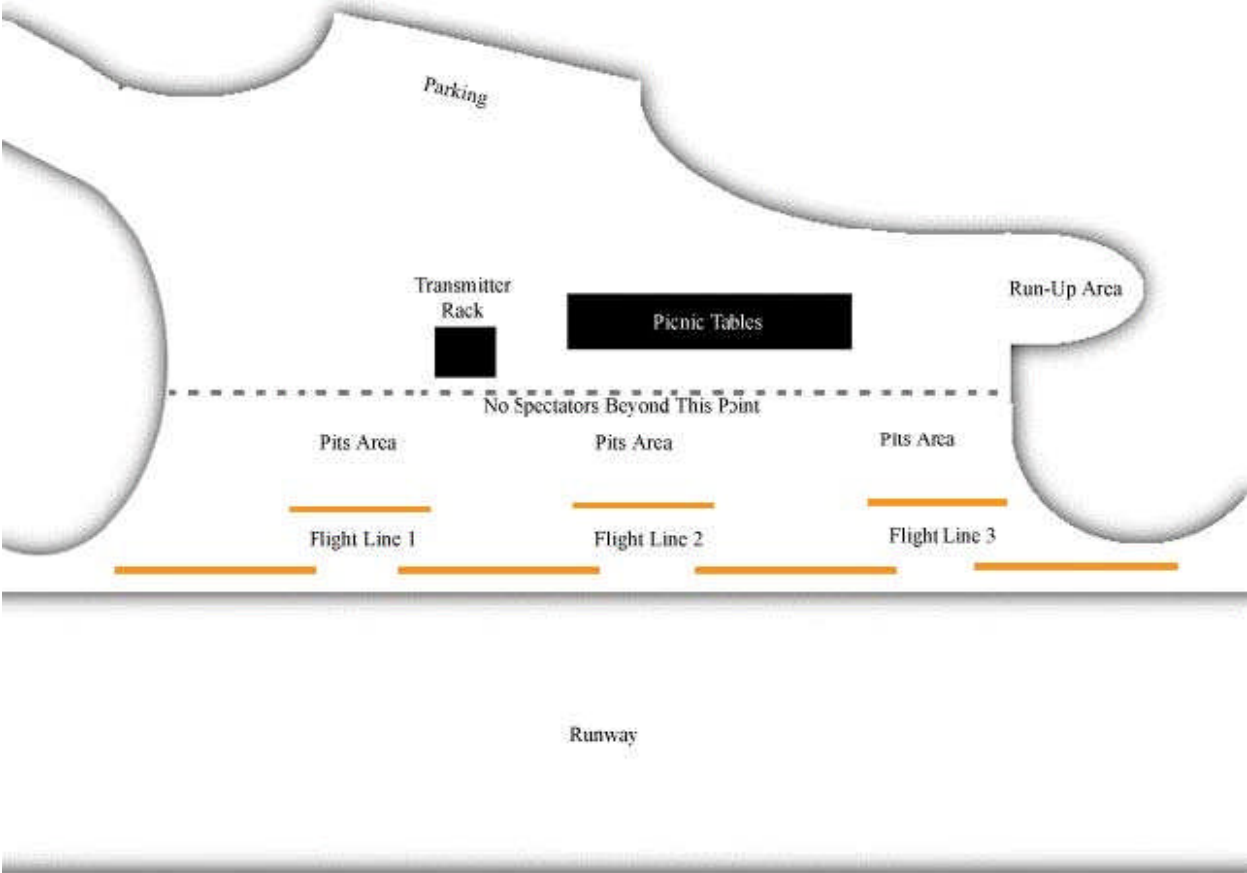 Parking
Transmitter
Rack
Picnic Tables
Run-Up Area
No Spectators Beyond This Point
Pits Area
Pits Area
Pits Area
Flight Line 1
Flight Line 2
Flight Line 3
Runway